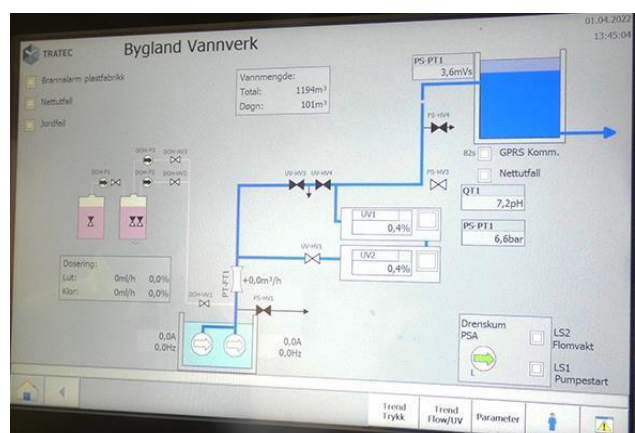 01.04.2022
13:45:04
TRATEC
Bygland Vannverk
Brannalarm plastfabrikk
Nettutfall
Jordfeil
Vannmengde:
Total: 1194m³
Døgn: 101m³
PS-PT1
3,6mVs
PS-HV4
82s GPRS Komm.
Nettutfall
UV-HV3 UV-HV4
PS-HV3
QT1
7,2pH
PS-PT1
6,6bar
UV1
0,4%
UV2
0,4%
UV-HV1
Dosering:
Lut: 0ml/h 0,0%
Klor: 0ml/h 0,0%
DOH-HV1
PT-FT1
+0,0m³/h
PS-HV1
0,0A
0,0Hz
0,0A
0,0Hz
Drenskum
PSA
L
LS2
Flomvakt
LS1
Pumpestart
Trend
Trykk
Trend
Flow/UV
Parameter